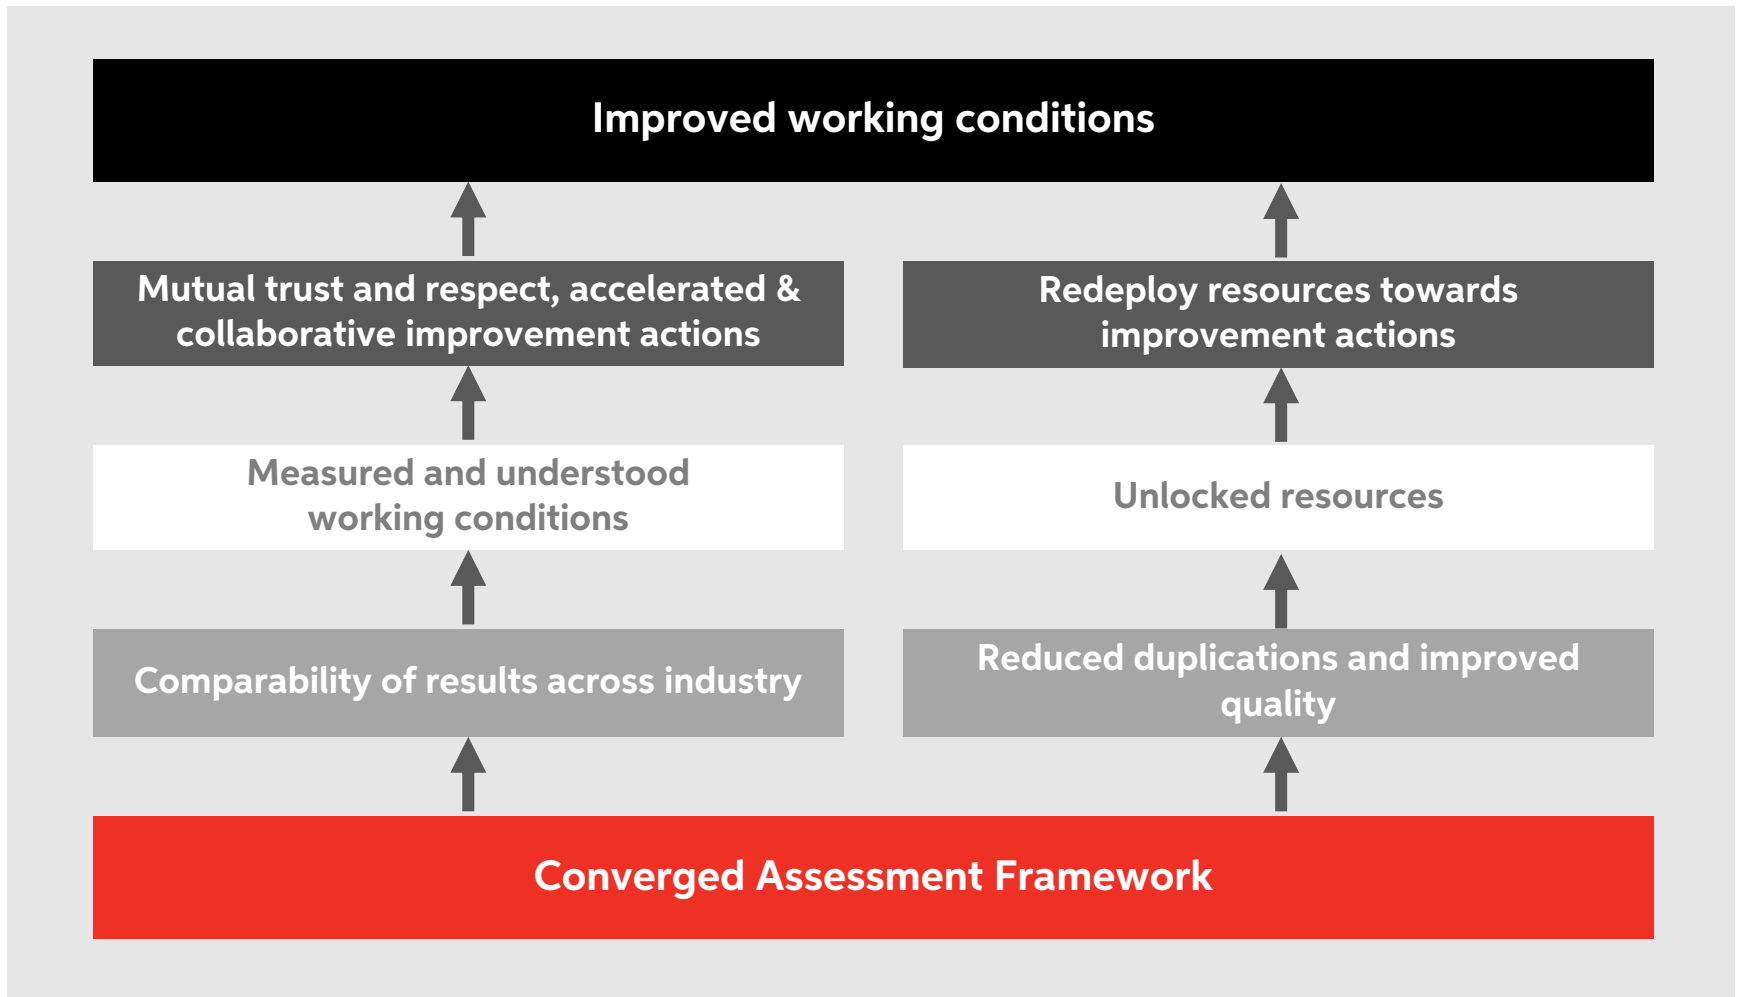 Improved working conditions
Mutual trust and respect, accelerated &
collaborative improvement actions
Redeploy resources towards
improvement actions
Measured and understood
working conditions
Unlocked resources
Comparability of results across industry
Reduced duplications and improved
quality
Converged Assessment Framework